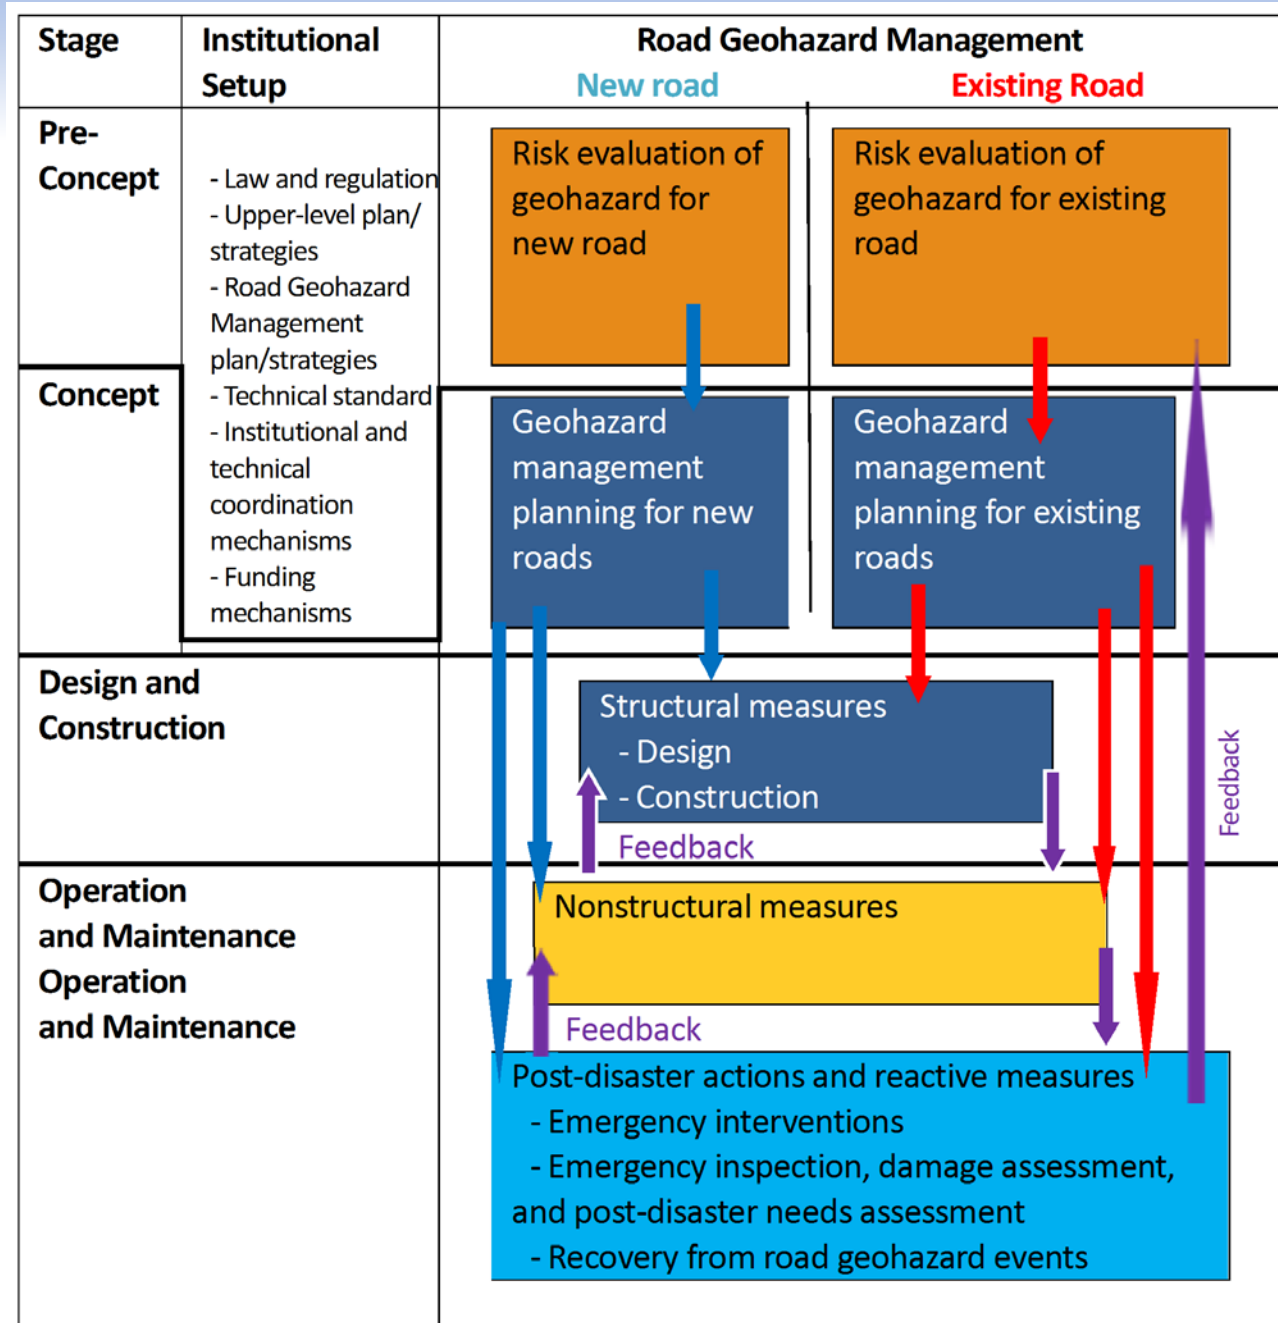 Stage
Institutional
Setup
Road Geohazard Management
New road
Existing Road
Pre-
Concept
- Law and regulation
- Upper-level plan/
strategies
- Road Geohazard
Management
plan/strategies
- Technical standard
- Institutional and
technical
coordination
mechanisms
- Funding
mechanisms
Risk evaluation of
geohazard for
new road
Risk evaluation of
geohazard for existing
road
Concept
Geohazard
management
planning for new
roads
Geohazard
management
planning for existing
roads
Design and
Construction
Structural measures
- Design
- Construction
Feedback
Feedback
Operation
and Maintenance
Operation
and Maintenance
Nonstructural measures
Feedback
Post-disaster actions and reactive measures
- Emergency interventions
- Emergency inspection, damage assessment,
and post-disaster needs assessment
- Recovery from road geohazard events